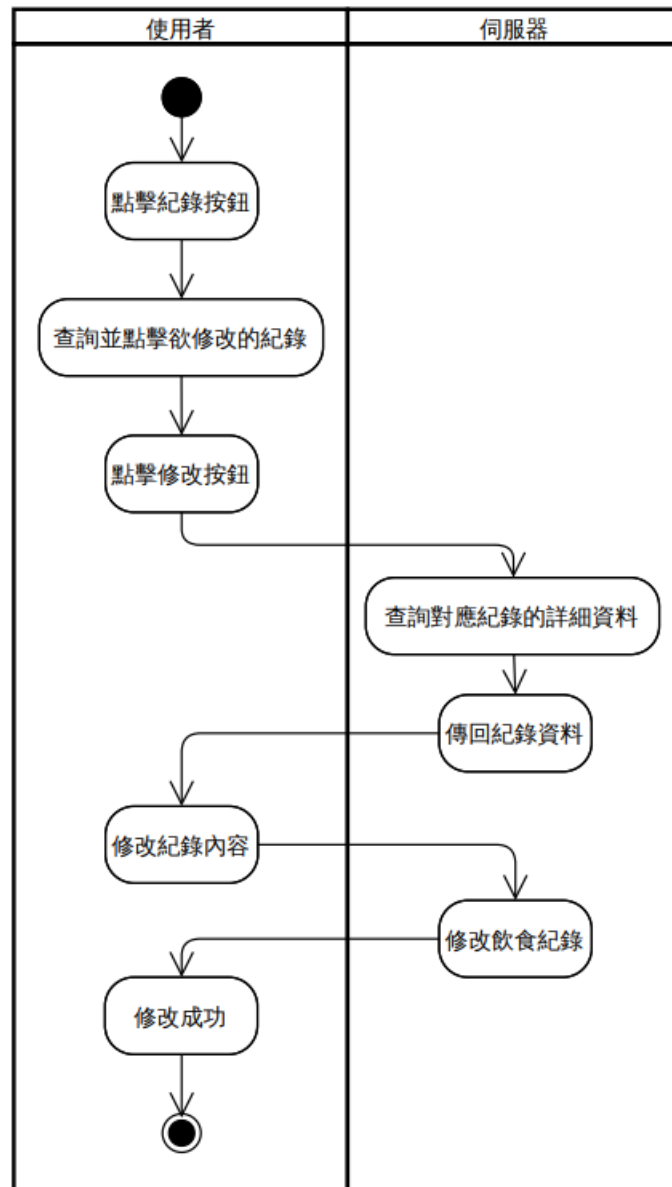 使用者
伺服器
點擊紀錄按鈕
查詢並點擊欲修改的紀錄
點擊修改按鈕
查詢對應紀錄的詳細資料
傳回紀錄資料
修改紀錄內容
修改飲食紀錄
修改成功